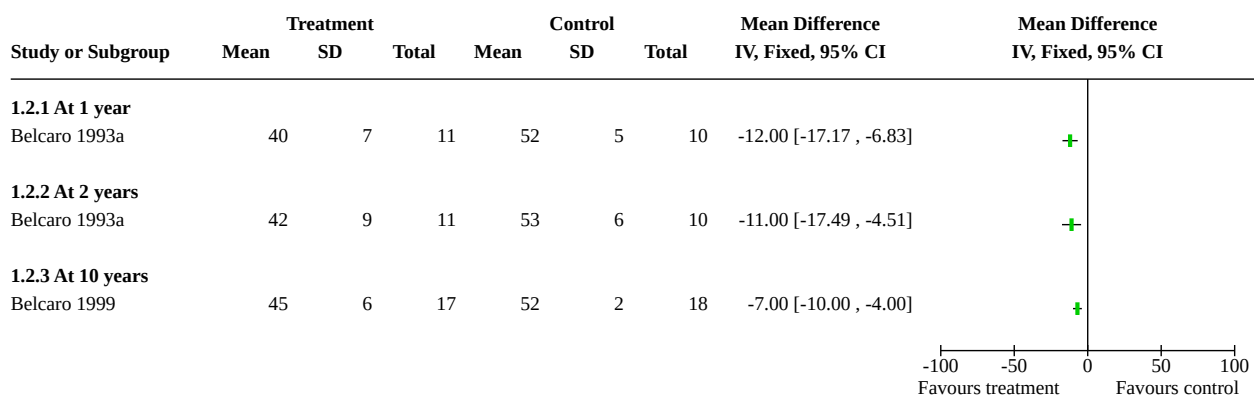 Treatment Control Mean Difference Mean Difference
Study or Subgroup Mean SD Total Mean SD Total IV, Fixed, 95% CI IV, Fixed, 95% CI
1.2.1 At 1 year
Belcaro 1993a 40 7 11 52 5 10 -12.00 [-17.17 , -6.83]
1.2.2 At 2 years
Belcaro 1993a 42 9 11 53 6 10 -11.00 [-17.49 , -4.51]
1.2.3 At 10 years
Belcaro 1999 45 6 17 52 2 18 -7.00 [-10.00 , -4.00]
-100 -50 0 50 100
Favours treatment Favours control